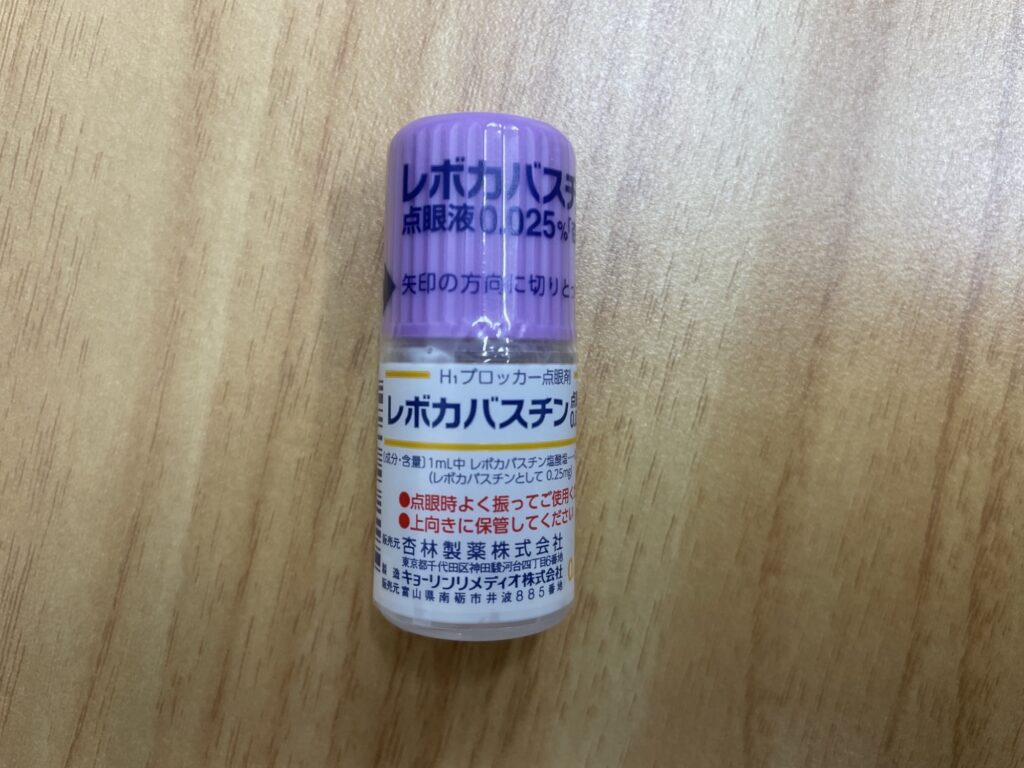 レボカバスチ
点眼液0.025%「
矢印の方向に切りとっ
H₁ブロッカー点眼剤
レボカバスチン 点
0.0
〔成分・含量〕1mL中 レボカバスチン塩酸塩
(レボカバスチンとして 0.25mg)
●点眼時よく振ってご使用く
●上向きに保管してください
販売元 杏林製薬株式会社
東京都千代田区神田駿河台四丁目6番地
製造販売元 キョーリンリメディオ株式会社
富山県南砺市井波885番地